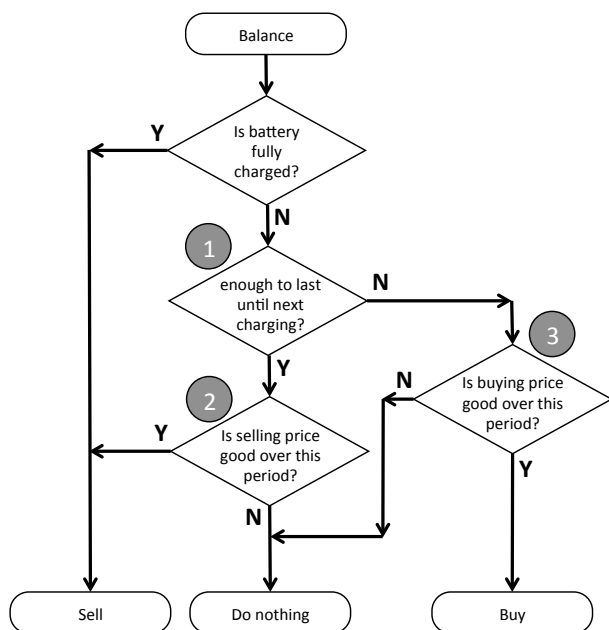 Balance
Y
Is battery
fully
charged?
N
1
enough to last
until next
charging?
N
Y
3
2
N
Is buying price
good over this
period?
Y
Is selling price
good over this
period?
Y
N
Sell
Do nothing
Buy